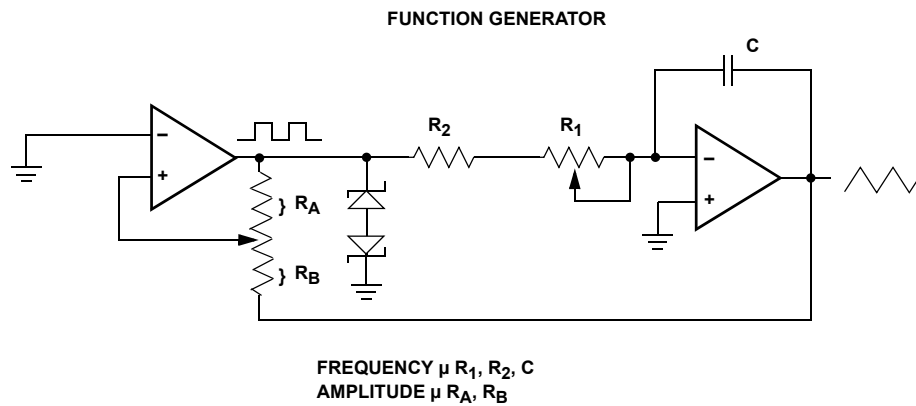 FUNCTION GENERATOR
C
R2
R1
–
+
} RA
} RB
–
+
FREQUENCY µ R1, R2, C
AMPLITUDE µ RA, RB